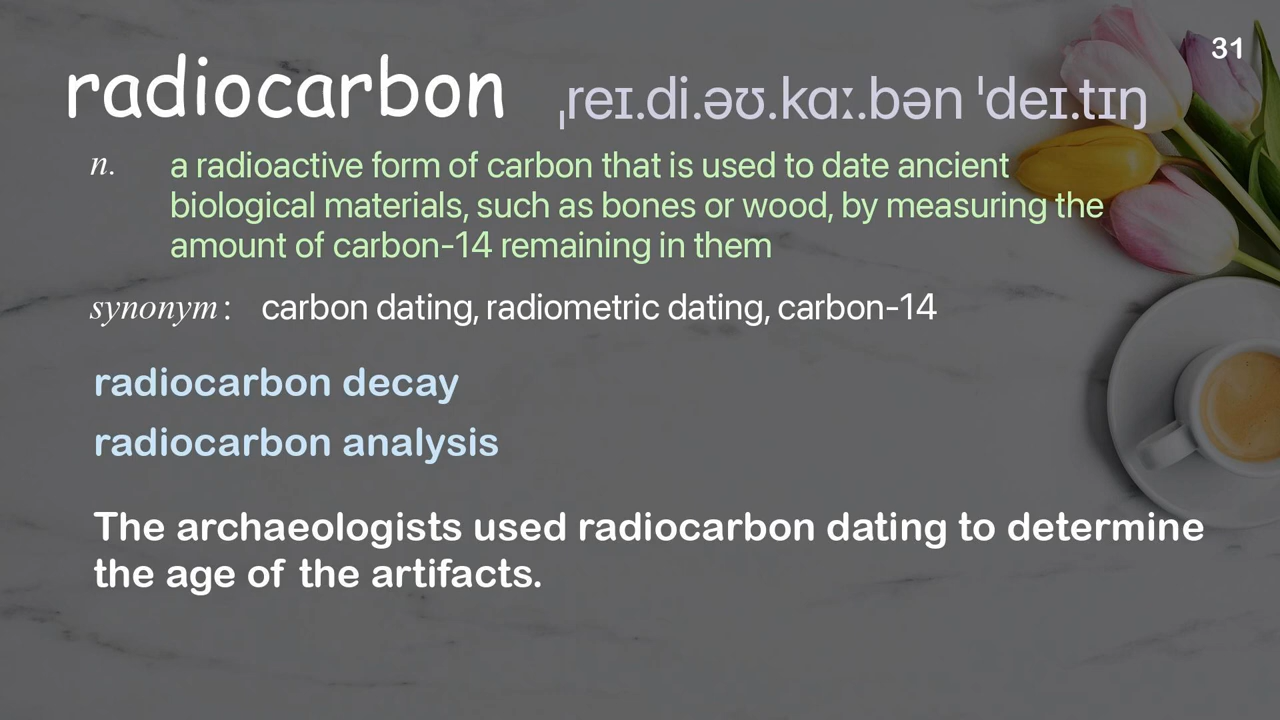 31
radiocarbon ˌreɪ.di.əʊ.kɑː.bən ˈdeɪ.tɪŋ
n. a radioactive form of carbon that is used to date ancient
biological materials, such as bones or wood, by measuring the
amount of carbon-14 remaining in them
synonym: carbon dating, radiometric dating, carbon-14
radiocarbon decay
radiocarbon analysis
The archaeologists used radiocarbon dating to determine
the age of the artifacts.